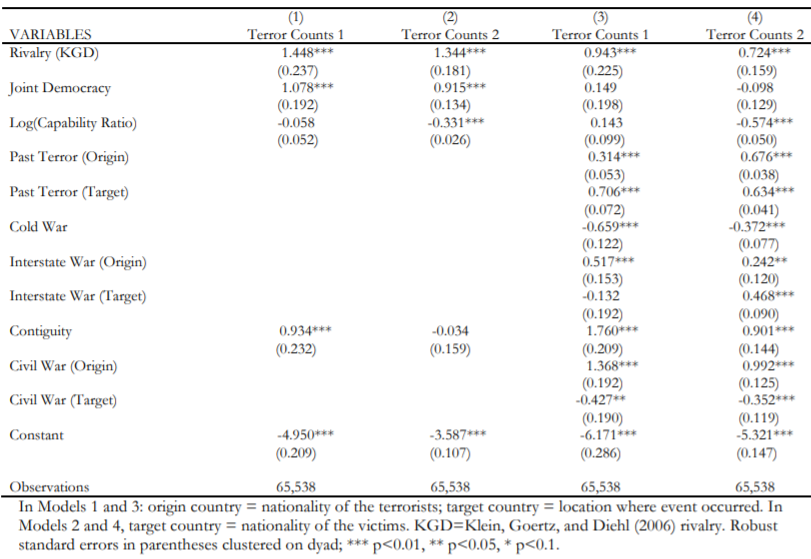 (1) (2) (3) (4)
VARIABLES Terror Counts 1 Terror Counts 2 Terror Counts 1 Terror Counts 2
Rivalry (KGD) 1.448*** 1.344*** 0.943*** 0.724***
(0.237) (0.181) (0.225) (0.159)
Joint Democracy 1.078*** 0.915*** 0.149 -0.098
(0.192) (0.134) (0.198) (0.129)
Log(Capability Ratio) -0.058 -0.331*** 0.143 -0.574***
(0.052) (0.026) (0.099) (0.050)
Past Terror (Origin) 0.314*** 0.676***
(0.053) (0.038)
Past Terror (Target) 0.706*** 0.634***
(0.072) (0.041)
Cold War -0.659*** -0.372***
(0.122) (0.077)
Interstate War (Origin) 0.517*** 0.242**
(0.153) (0.120)
Interstate War (Target) -0.132 0.468***
(0.192) (0.090)
Contiguity 0.934*** -0.034 1.760*** 0.901***
(0.232) (0.159) (0.209) (0.144)
Civil War (Origin) 1.368*** 0.992***
(0.192) (0.125)
Civil War (Target) -0.427** -0.352***
(0.190) (0.119)
Constant -4.950*** -3.587*** -6.171*** -5.321***
(0.209) (0.107) (0.286) (0.147)
Observations 65,538 65,538 65,538 65,538
In Models 1 and 3: origin country = nationality of the terrorists; target country = location where event occurred. In
Models 2 and 4, target country = nationality of the victims. KGD=Klein, Goertz, and Diehl (2006) rivalry. Robust
standard errors in parentheses clustered on dyad; *** p<0.01, ** p<0.05, * p<0.1.